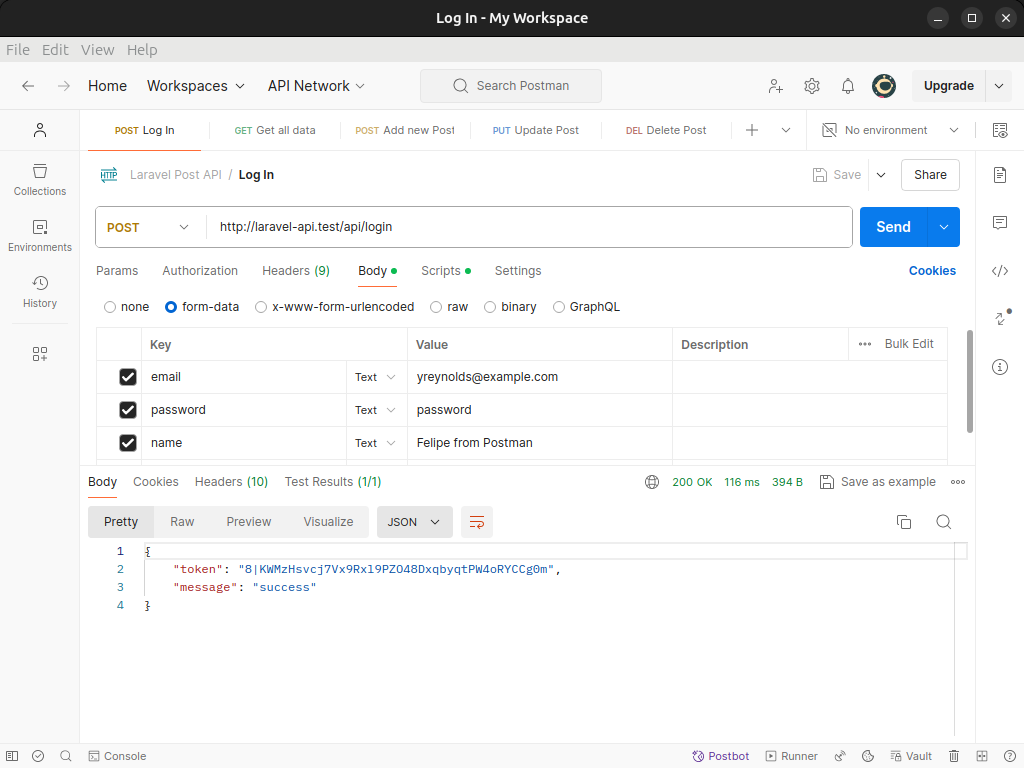 Log In - My Workspace
File Edit View Help
Home Workspaces API Network Search Postman Upgrade
POST Log In GET Get all data POST Add new Post PUT Update Post DEL Delete Post No environment
HTTP Laravel Post API / Log In Save Share
Collections
Environments
History
POST http://laravel-api.test/api/login Send
Params Authorization Headers (9) Body Scripts Settings Cookies
none form-data x-www-form-urlencoded raw binary GraphQL
Key Value Description Bulk Edit
email Text yreynolds@example.com
password Text password
name Text Felipe from Postman
Body Cookies Headers (10) Test Results (1/1) 200 OK 116 ms 394 B Save as example
Pretty Raw Preview Visualize JSON
1 {
2 "token": "8|KWMzHsvcj7Vx9Rxl9PZO48DxqbyqtPW4oRYCCg0m",
3 "message": "success"
4 }
Console Postbot Runner Vault